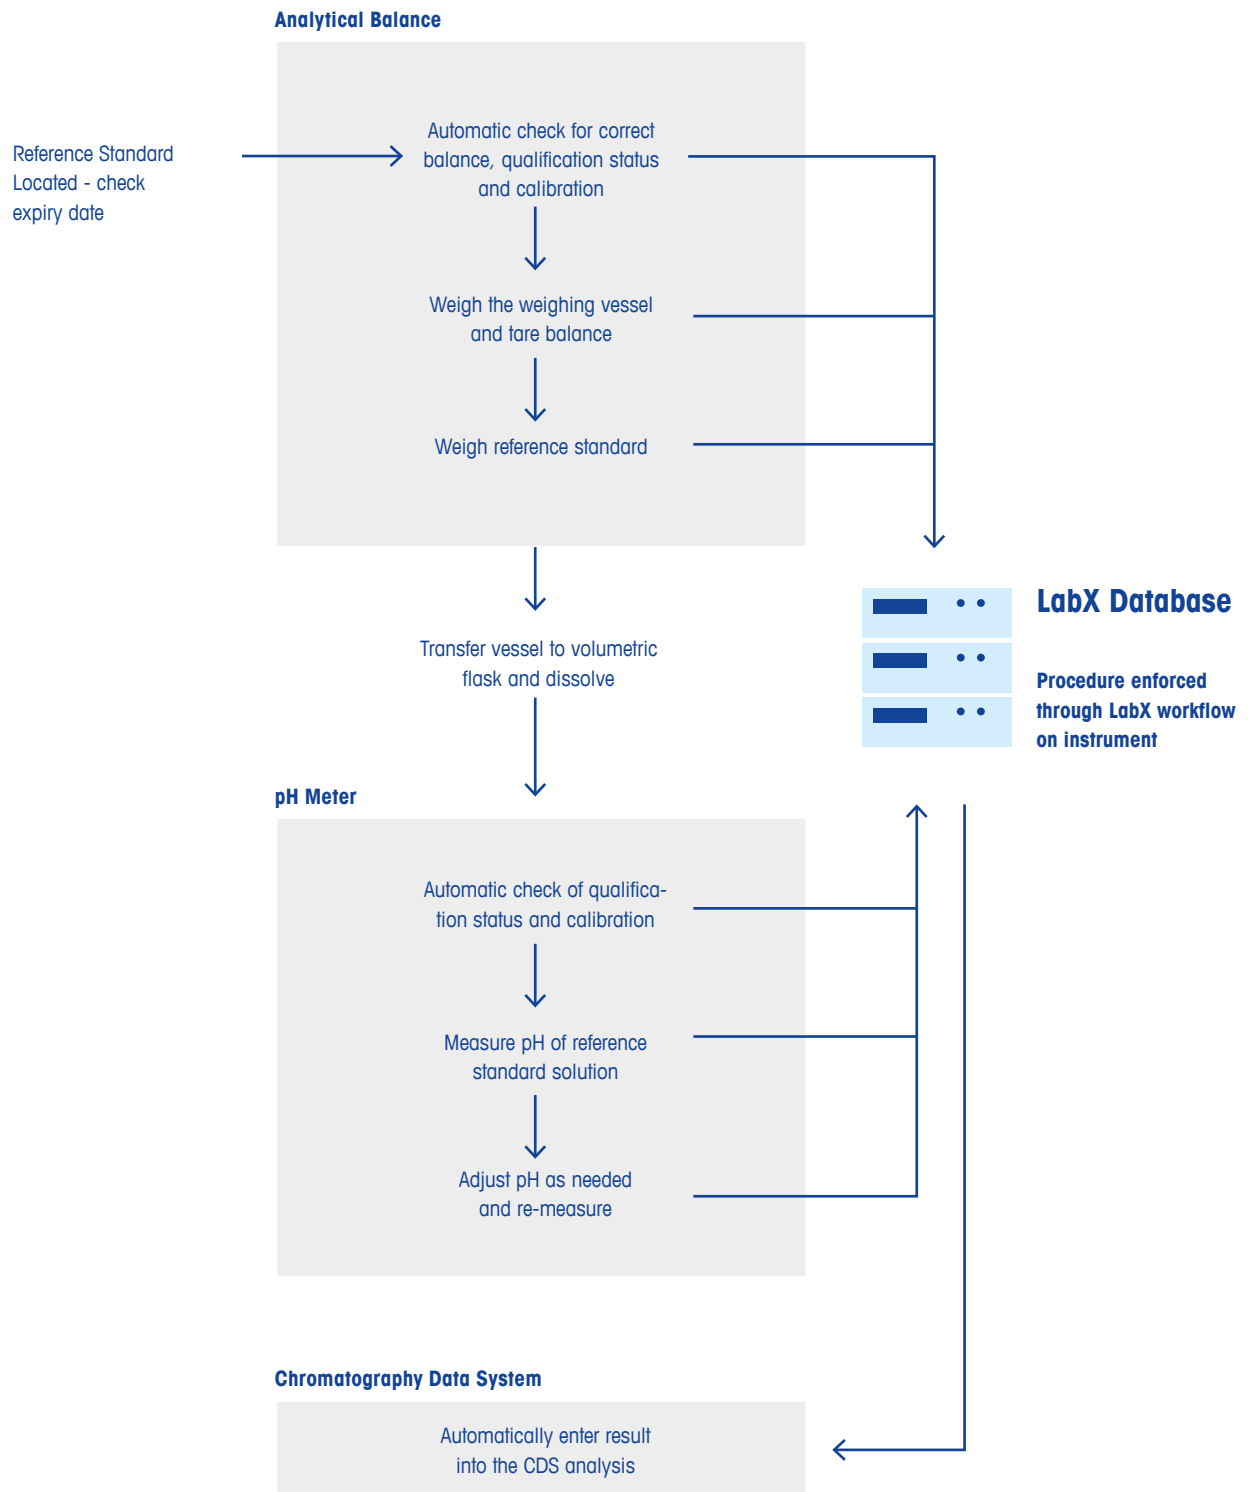 Analytical Balance
Reference Standard
Located - check
expiry date
Automatic check for correct
balance, qualification status
and calibration
Weigh the weighing vessel
and tare balance
Weigh reference standard
Transfer vessel to volumetric
flask and dissolve
LabX Database
Procedure enforced
through LabX workflow
on instrument
pH Meter
Automatic check of qualifica-
tion status and calibration
Measure pH of reference
standard solution
Adjust pH as needed
and re-measure
Chromatography Data System
Automatically enter result
into the CDS analysis